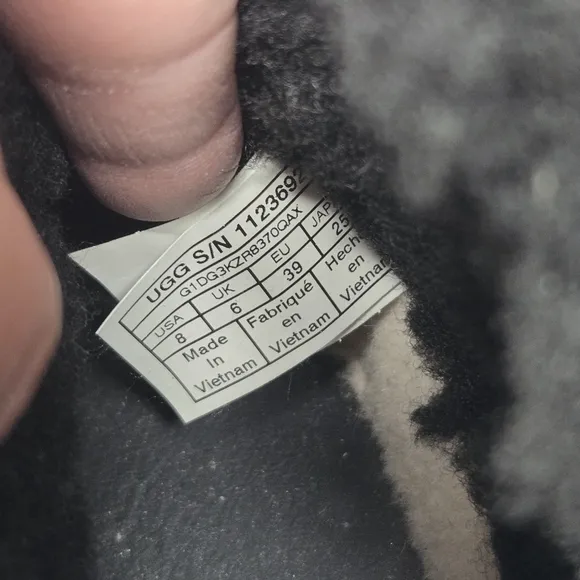 UGG S/N 1123692
G1DG3KZR8370QAX
USA UK EU JAP
8 6 39 25
Made Fabriqué Hech
In en en
Vietnam Vietnam Vietnam